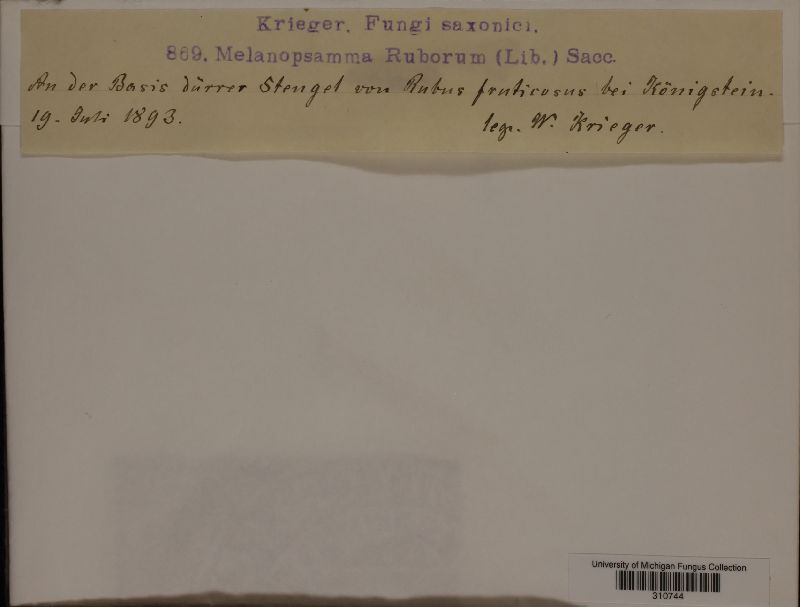 Krieger, Fungi saxonici.
869. Melanopsamma Ruborum (Lib.) Sacc.
An der Basis dürrer Stengel von Rubus fruticosus bei Königstein.
19. Juli 1893.
leg. W. Krieger.
University of Michigan Fungus Collection
310744